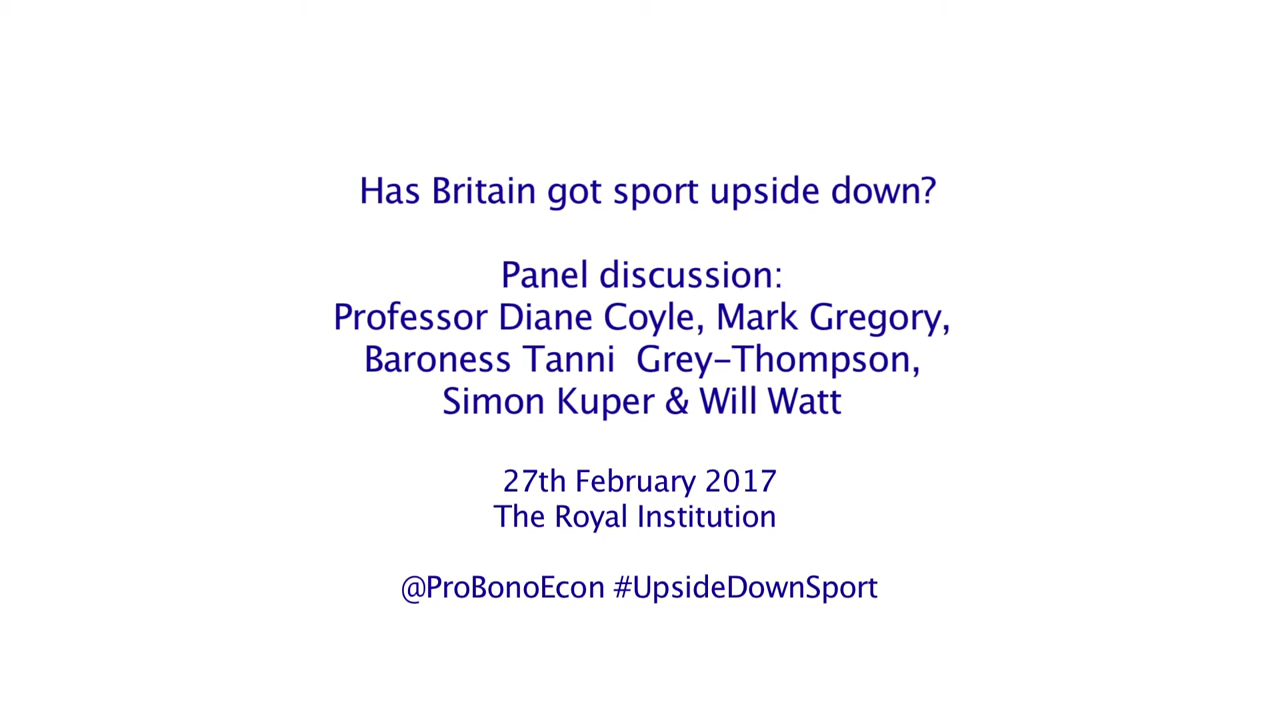 Has Britain got sport upside down?
Panel discussion:
Professor Diane Coyle, Mark Gregory,
Baroness Tanni  Grey-Thompson,
Simon Kuper & Will Watt
27th February 2017
The Royal Institution
@ProBonoEcon #UpsideDownSport